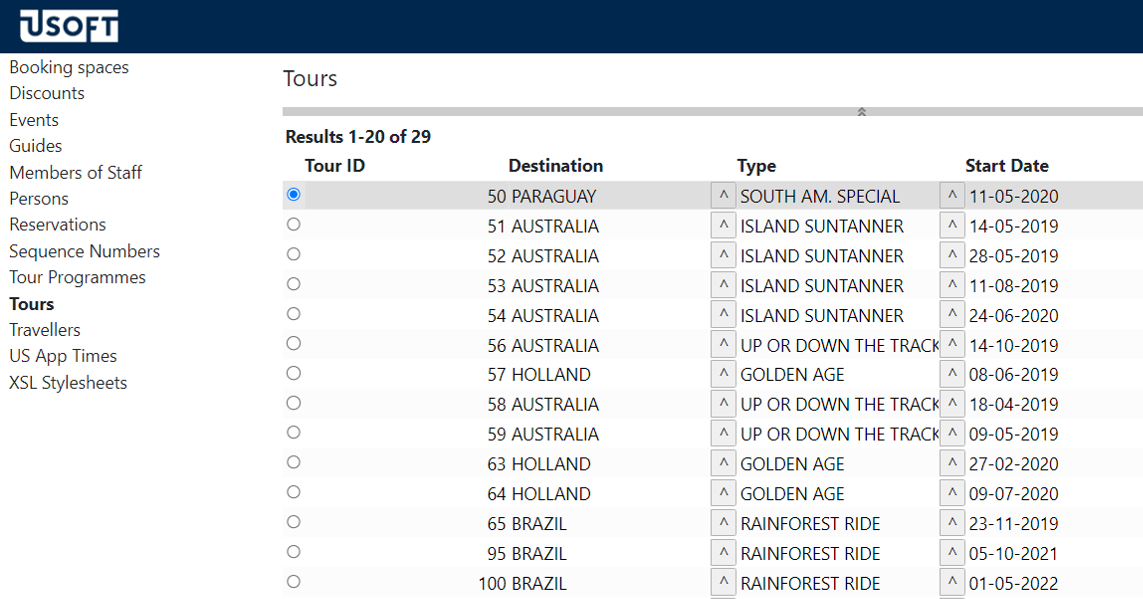 USOFT
Booking spaces
Discounts
Events
Guides
Members of Staff
Persons
Reservations
Sequence Numbers
Tour Programmes
Tours
Travellers
US App Times
XSL Stylesheets
Tours
Results 1-20 of 29
Tour ID Destination Type Start Date
50 PARAGUAY ^ SOUTH AM. SPECIAL ^ 11-05-2020
51 AUSTRALIA ^ ISLAND SUNTANNER ^ 14-05-2019
52 AUSTRALIA ^ ISLAND SUNTANNER ^ 28-05-2019
53 AUSTRALIA ^ ISLAND SUNTANNER ^ 11-08-2019
54 AUSTRALIA ^ ISLAND SUNTANNER ^ 24-06-2020
56 AUSTRALIA ^ UP OR DOWN THE TRACK ^ 14-10-2019
57 HOLLAND ^ GOLDEN AGE ^ 08-06-2019
58 AUSTRALIA ^ UP OR DOWN THE TRACK ^ 18-04-2019
59 AUSTRALIA ^ UP OR DOWN THE TRACK ^ 09-05-2019
63 HOLLAND ^ GOLDEN AGE ^ 27-02-2020
64 HOLLAND ^ GOLDEN AGE ^ 09-07-2020
65 BRAZIL ^ RAINFOREST RIDE ^ 23-11-2019
95 BRAZIL ^ RAINFOREST RIDE ^ 05-10-2021
100 BRAZIL ^ RAINFOREST RIDE ^ 01-05-2022